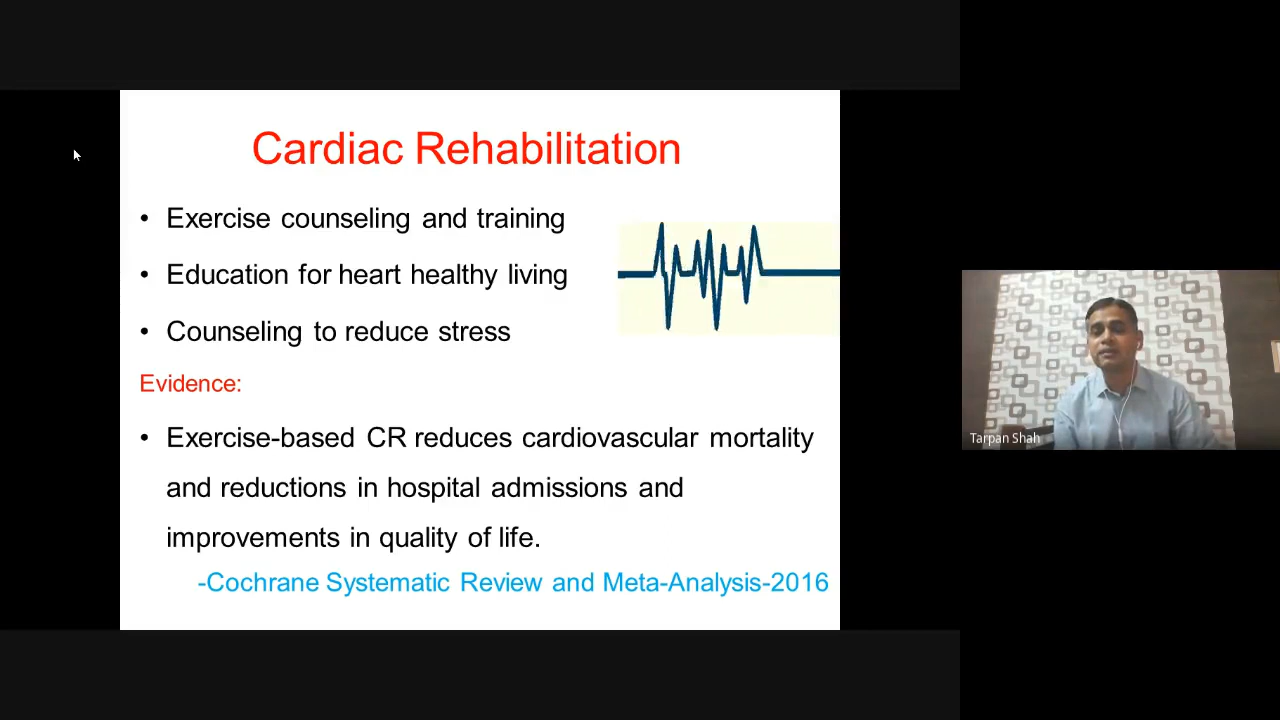 Cardiac Rehabilitation
• Exercise counseling and training
• Education for heart healthy living
• Counseling to reduce stress
Evidence:
• Exercise-based CR reduces cardiovascular mortality
and reductions in hospital admissions and
improvements in quality of life.
-Cochrane Systematic Review and Meta-Analysis-2016
Tarpan Shah